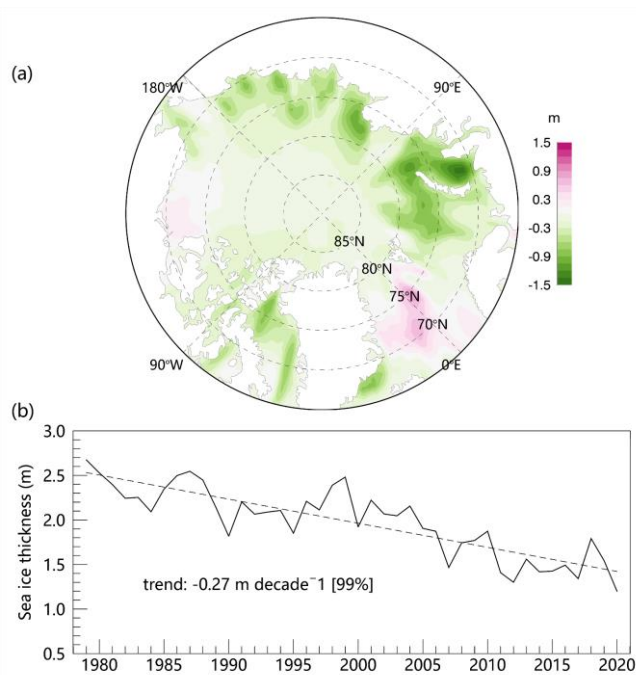 (a)
180°W
90°E
m
1.5
0.9
0.3
-0.3
-0.9
-1.5
85°N
80°N
75°N
70°N
90°W
0°E
(b)
3.0
2.5
2.0
1.5
1.0
0.5
Sea ice thickness (m)
trend: -0.27 m decade⁻1 [99%]
1980 1985 1990 1995 2000 2005 2010 2015 2020